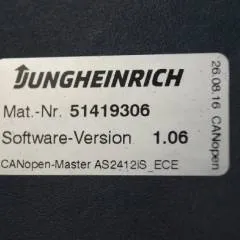 JUNGHEINRICH
Mat.-Nr. 51419306
Software-Version 1.06
CANopen-Master AS2412iS_ECE
26.08.16 CANopen